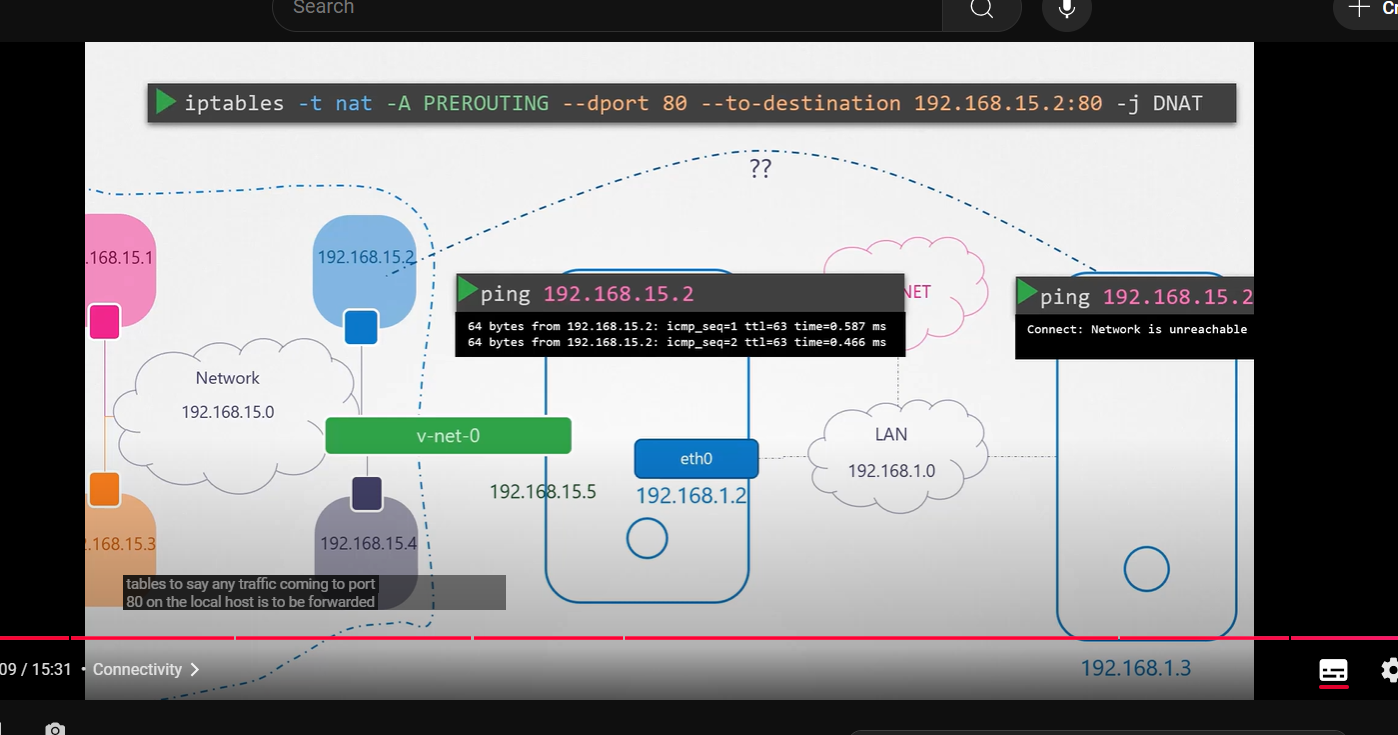 Search
Cr
iptables -t nat -A PREROUTING --dport 80 --to-destination 192.168.15.2:80 -j DNAT
??
.168.15.1
192.168.15.2
ping 192.168.15.2
64 bytes from 192.168.15.2: icmp_seq=1 ttl=63 time=0.587 ms
64 bytes from 192.168.15.2: icmp_seq=2 ttl=63 time=0.466 ms
NET
ping 192.168.15.2
Connect: Network is unreachable
Network
192.168.15.0
v-net-0
192.168.15.5
eth0
192.168.1.2
LAN
192.168.1.0
.168.15.3
192.168.15.4
tables to say any traffic coming to port
80 on the local host is to be forwarded
192.168.1.3
09 / 15:31 • Connectivity